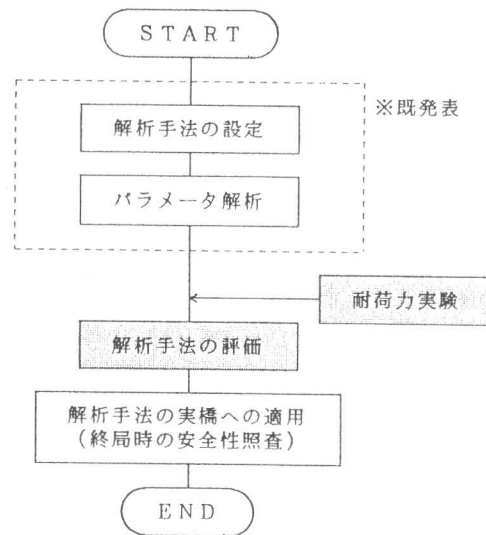 START
※既発表
解析手法の設定
パラメータ解析
耐荷力実験
解析手法の評価
解析手法の実橋への適用
(終局時の安全性照査)
END